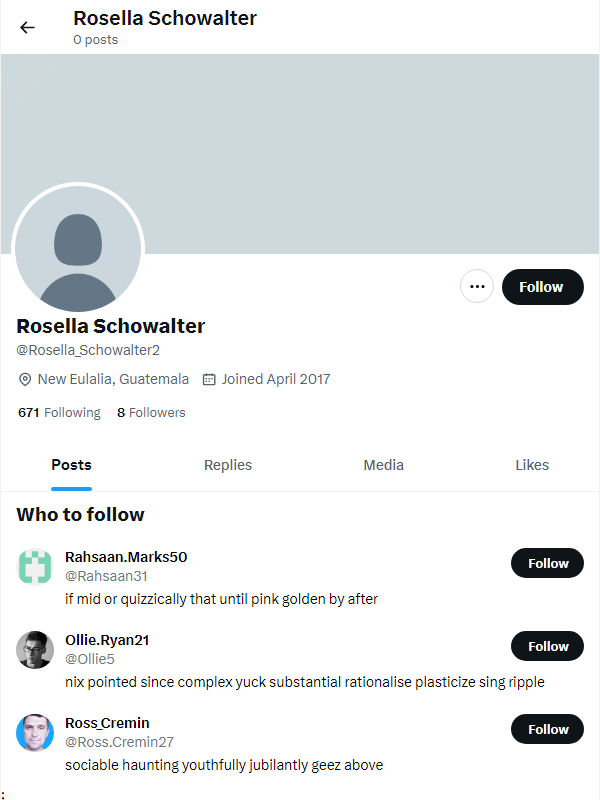 Rosella Schowalter
0 posts
Follow
Rosella Schowalter
@Rosella_Schowalter2
New Eulalia, Guatemala Joined April 2017
671 Following 8 Followers
Posts Replies Media Likes
Who to follow
Rahsaan.Marks50
@Rahsaan31
Follow
if mid or quizzically that until pink golden by after
Ollie.Ryan21
@Ollie5
Follow
nix pointed since complex yuck substantial rationalise plasticize sing ripple
Ross_Cremin
@Ross.Cremin27
Follow
sociable haunting youthfully jubilantly geez above
;